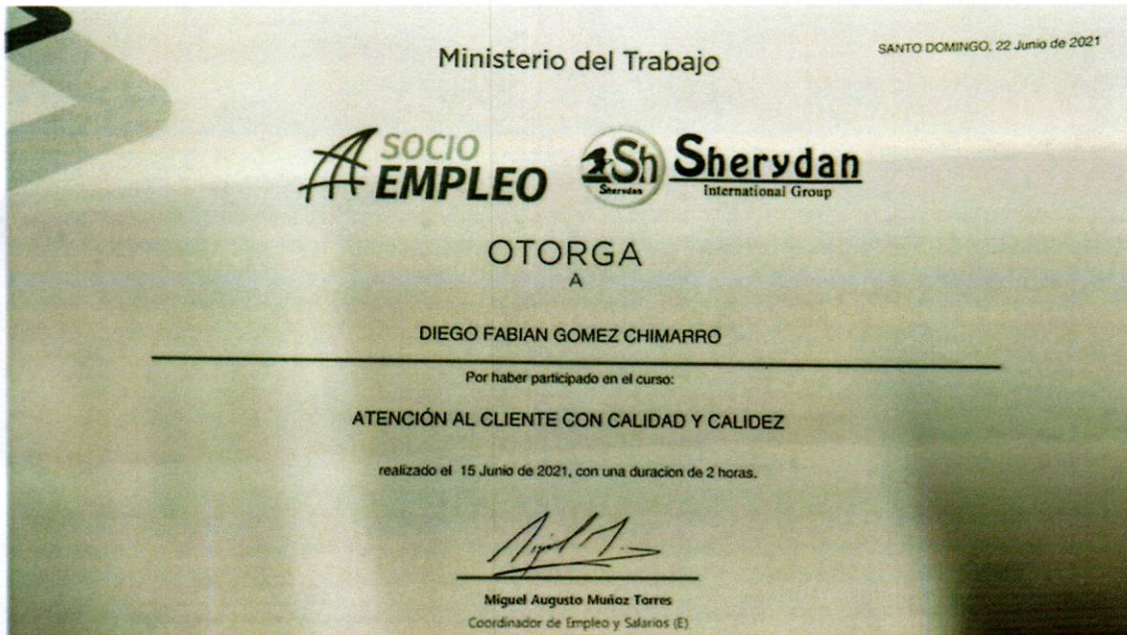 SANTO DOMINGO, 22 Junio de 2021
Ministerio del Trabajo
SOCIO
EMPLEO
Sh
Sherydan
Sherydan
International Group
OTORGA
A
DIEGO FABIAN GOMEZ CHIMARRO
Por haber participado en el curso:
ATENCIÓN AL CLIENTE CON CALIDAD Y CALIDEZ
realizado el 15 Junio de 2021, con una duracion de 2 horas.
Miguel Augusto Muñoz Torres
Coordinador de Empleo y Salarios (E)